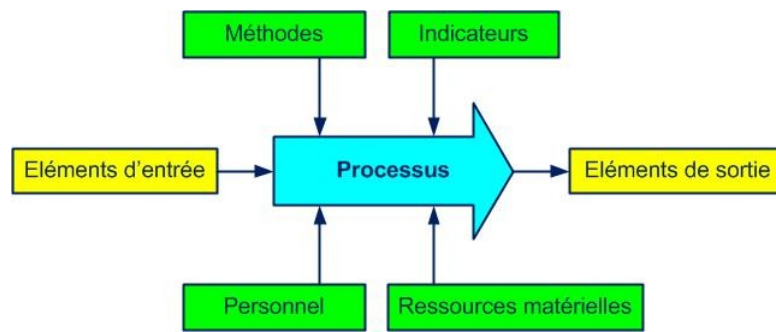 Méthodes
Indicateurs
Eléments d'entrée
Processus
Eléments de sortie
Personnel
Ressources matérielles